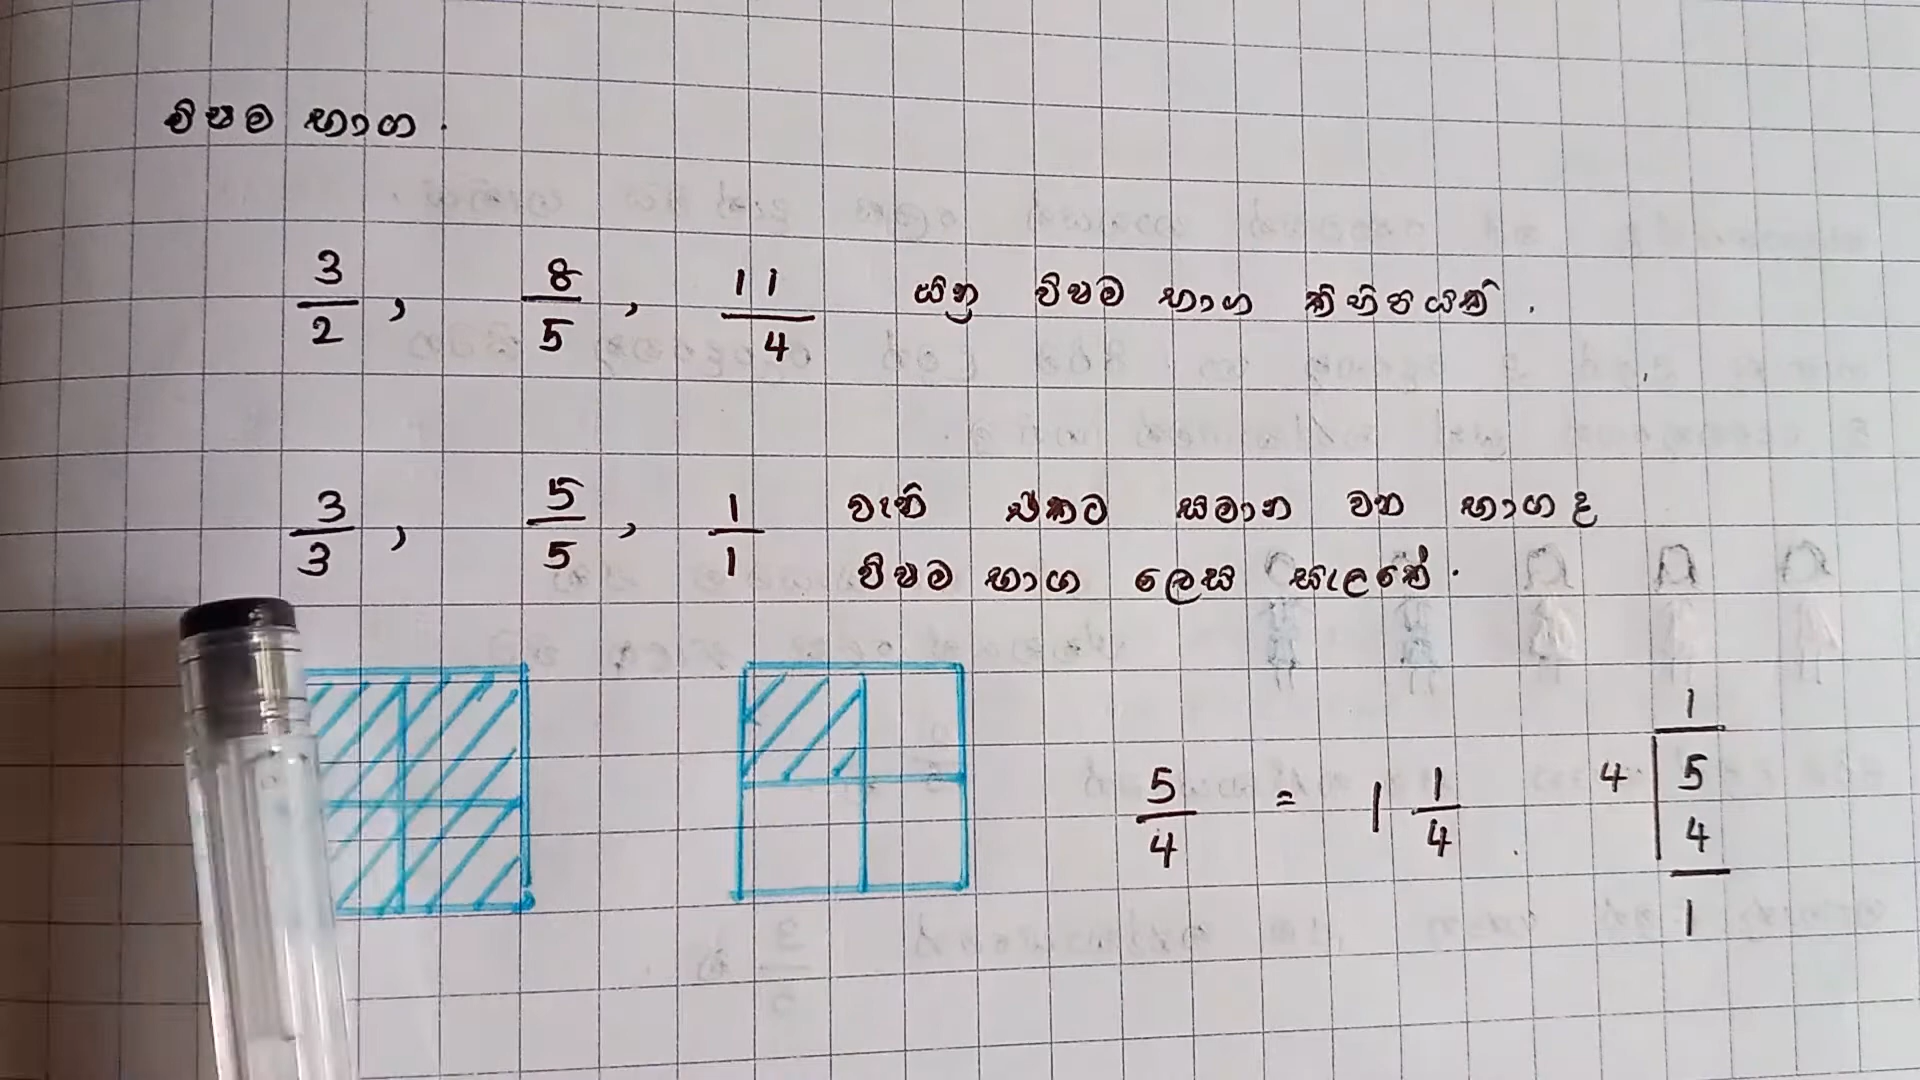 විෂම භාග.
3/2, 8/5, 11/4 යනු විෂම භාග කිහිපයකි.
3/3, 5/5, 1/1 වැනි එකට සමාන වන භාග ද
විෂම භාග ලෙස සැලකේ.
5/4 = 1 1/4
1
4 5
4
1